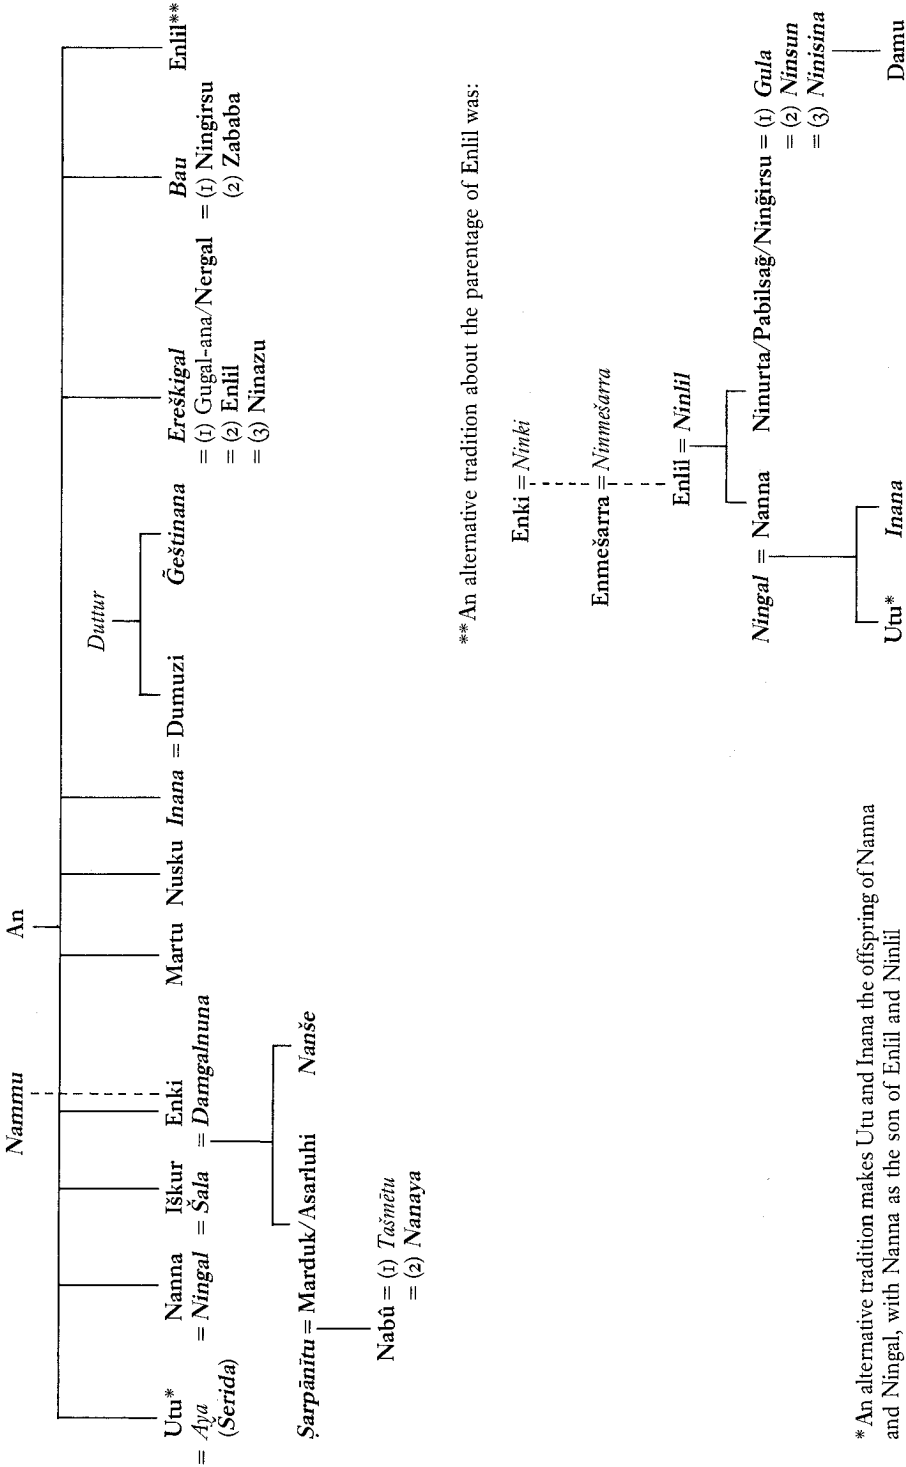 Nammu An
Duttur
Utu* Nanna Iškur Enki Martu Nusku Inana = Dumuzi G̃eštinana Ereškigal Bau Enlil**
= Aya = Ningal = Šala = Damgalnuna = (1) Gugal-ana/Nergal = (1) Ningirsu
(Šerida) = (2) Enlil (2) Zababa
= (3) Ninazu
Ṣarpānītu = Marduk/Asarluhi Nanše
Nabû = (1) Tašmētu
= (2) Nanaya
**An alternative tradition about the parentage of Enlil was:
Enki = Ninki
Enmešarra = Ninmešarra
Enlil = Ninlil
Ningal = Nanna Ninurta/Pabilsag̃/Ning̃irsu = (1) Gula
= (2) Ninsun
= (3) Ninisina
Utu* Inana Damu
*An alternative tradition makes Utu and Inana the offspring of Nanna
and Ningal, with Nanna as the son of Enlil and Ninlil